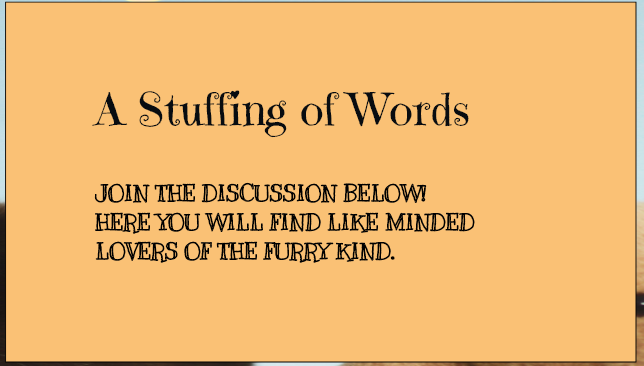 A Stuffing of Words
JOIN THE DISCUSSION BELOW!
HERE YOU WILL FIND LIKE MINDED
LOVERS OF THE FURRY KIND.